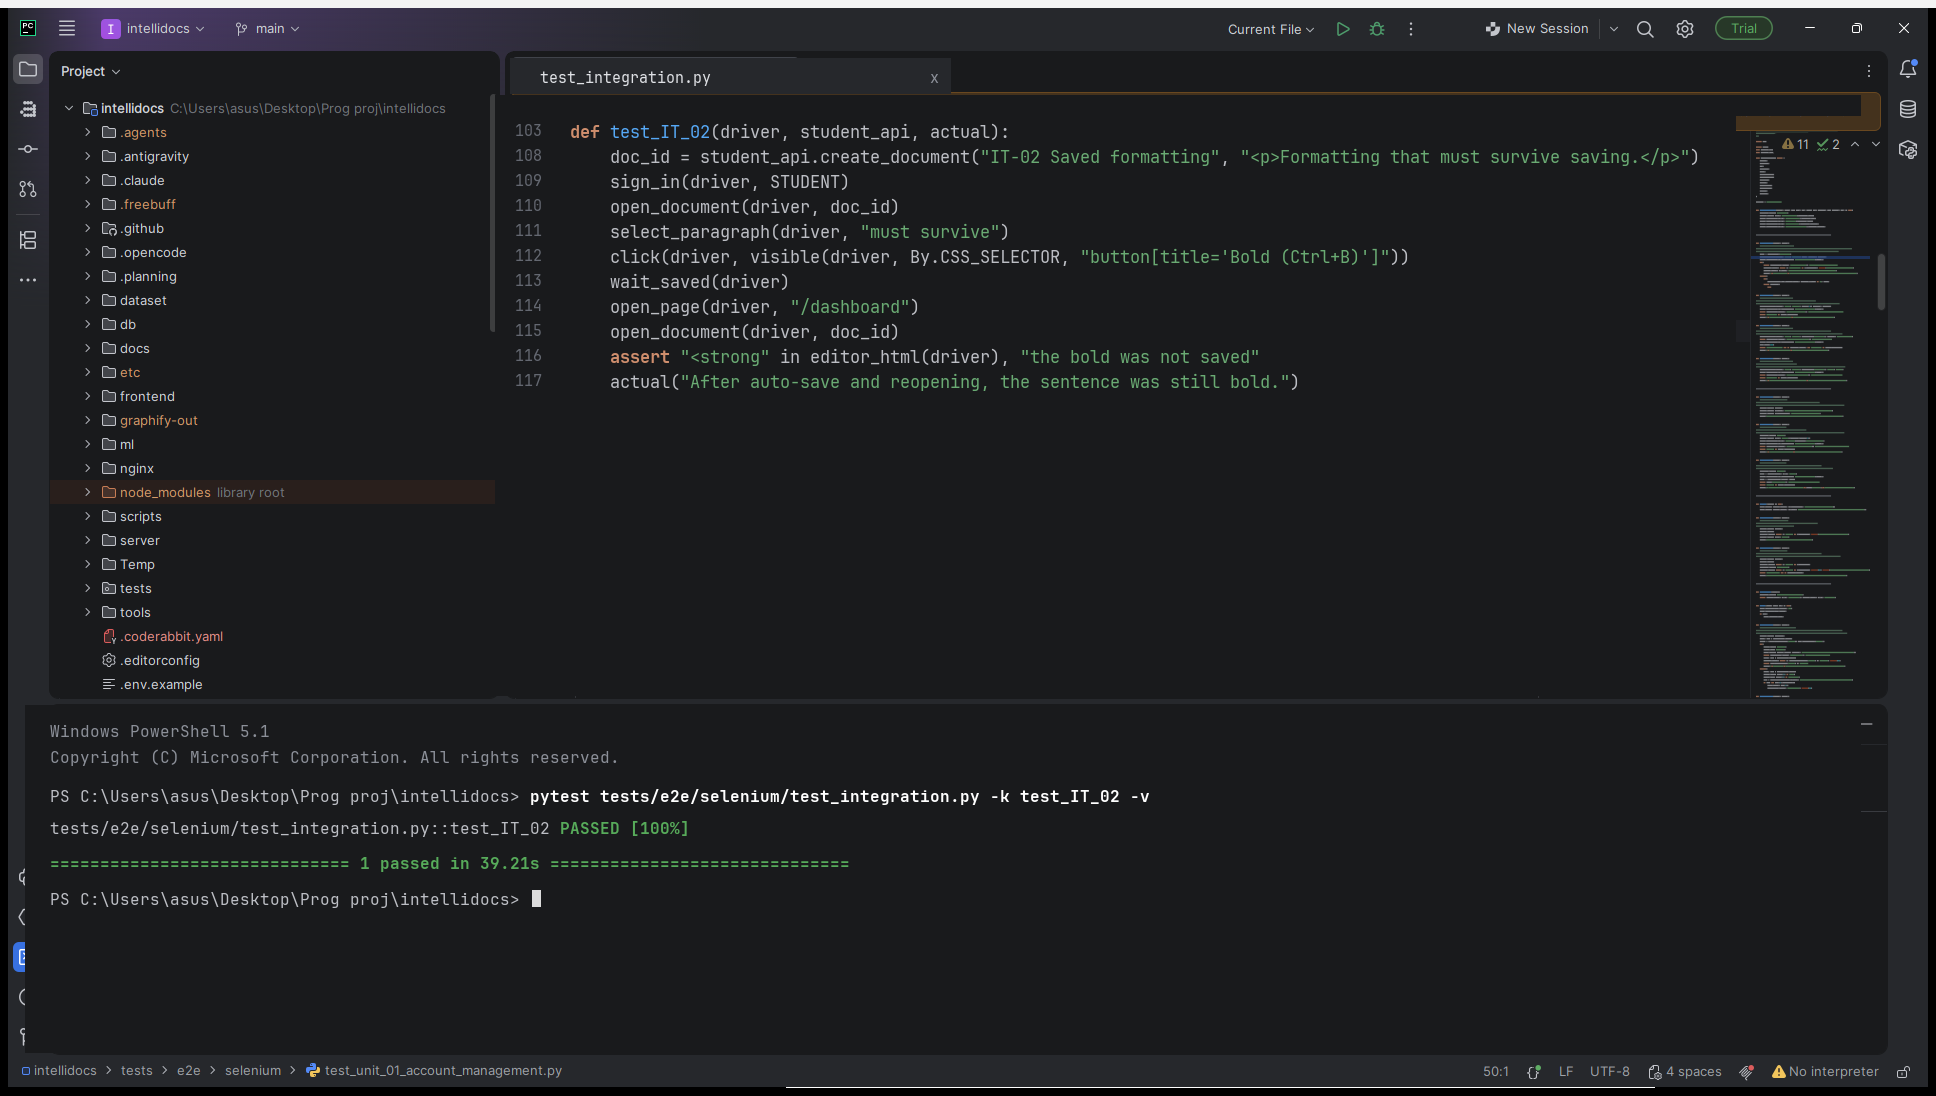 PC
I intellidocs
main
Current File
New Session
Trial
Project
test_integration.py x
intellidocs C:\Users\asus\Desktop\Prog proj\intellidocs
.agents
.antigravity
.claude
.freebuff
.github
.opencode
.planning
dataset
db
docs
etc
frontend
graphify-out
ml
nginx
node_modules library root
scripts
server
Temp
tests
tools
.coderabbit.yaml
.editorconfig
.env.example
11 2
103 def test_IT_02(driver, student_api, actual):
108 doc_id = student_api.create_document("IT-02 Saved formatting", "<p>Formatting that must survive saving.</p>")
109 sign_in(driver, STUDENT)
110 open_document(driver, doc_id)
111 select_paragraph(driver, "must survive")
112 click(driver, visible(driver, By.CSS_SELECTOR, "button[title='Bold (Ctrl+B)']"))
113 wait_saved(driver)
114 open_page(driver, "/dashboard")
115 open_document(driver, doc_id)
116 assert "<strong" in editor_html(driver), "the bold was not saved"
117 actual("After auto-save and reopening, the sentence was still bold.")
Windows PowerShell 5.1
Copyright (C) Microsoft Corporation. All rights reserved.
PS C:\Users\asus\Desktop\Prog proj\intellidocs> pytest tests/e2e/selenium/test_integration.py -k test_IT_02 -v
tests/e2e/selenium/test_integration.py::test_IT_02 PASSED [100%]
============================== 1 passed in 39.21s ==============================
PS C:\Users\asus\Desktop\Prog proj\intellidocs>
intellidocs > tests > e2e > selenium > test_unit_01_account_management.py
50:1 LF UTF-8 4 spaces No interpreter